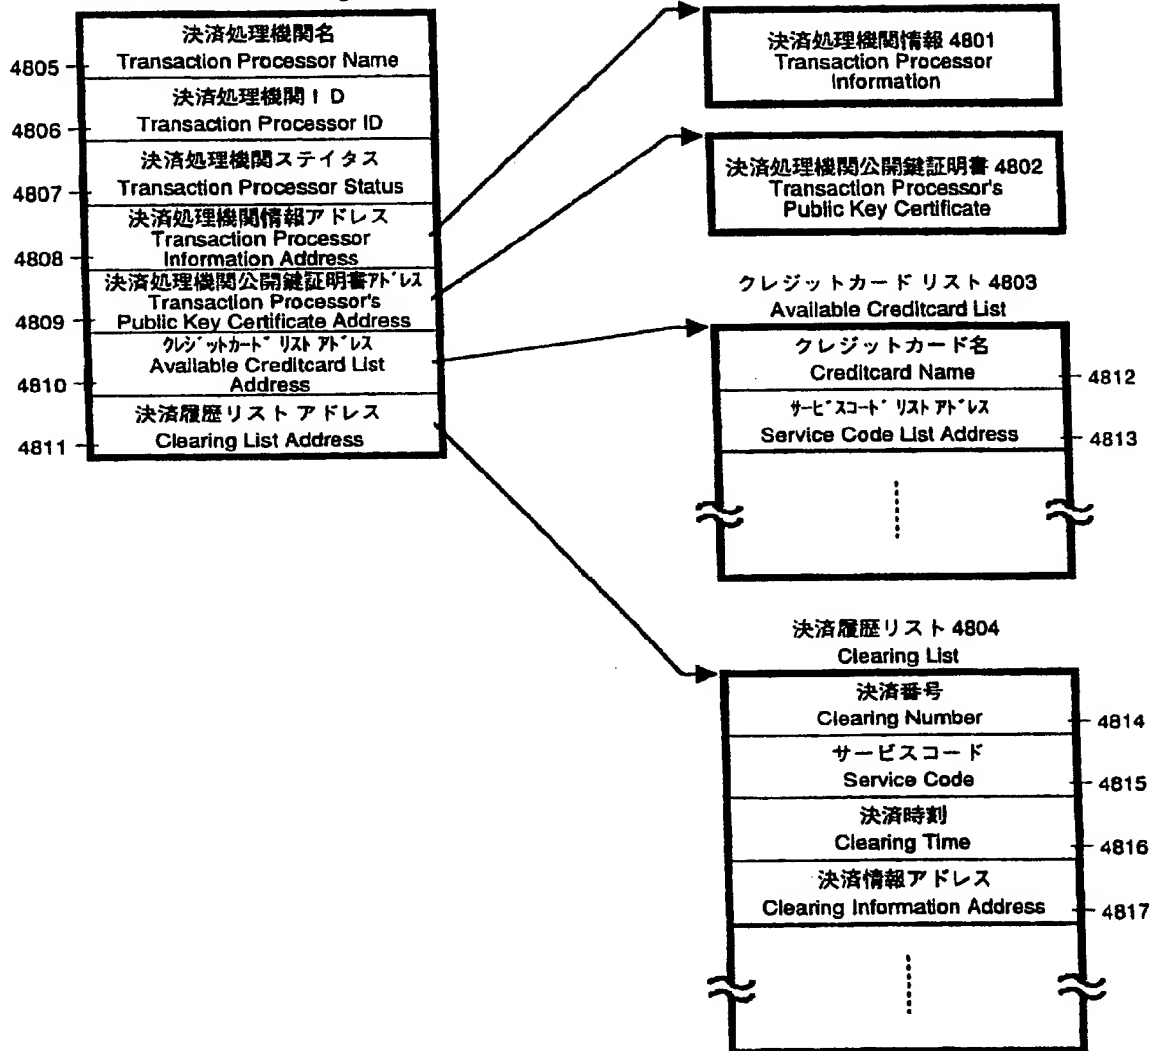 決済処理機関名
Transaction Processor Name
4805
決済処理機関ＩＤ
Transaction Processor ID
4806
決済処理機関ステイタス
Transaction Processor Status
4807
決済処理機関情報アドレス
Transaction Processor
Information Address
4808
決済処理機関公開鍵証明書ｱﾄﾞﾚｽ
Transaction Processor's
Public Key Certificate Address
4809
ｸﾚｼﾞｯﾄｶｰﾄﾞ ﾘｽﾄ ｱﾄﾞﾚｽ
Available Creditcard List
Address
4810
決済履歴リスト アドレス
Clearing List Address
4811
決済処理機関情報 4801
Transaction Processor
Information
決済処理機関公開鍵証明書 4802
Transaction Processor's
Public Key Certificate
クレジットカード リスト 4803
Available Creditcard List
クレジットカード名
Creditcard Name
4812
ｻｰﾋﾞｽｺｰﾄﾞ ﾘｽﾄ ｱﾄﾞﾚｽ
Service Code List Address
4813
決済履歴リスト 4804
Clearing List
決済番号
Clearing Number
4814
サービスコード
Service Code
4815
決済時刻
Clearing Time
4816
決済情報アドレス
Clearing Information Address
4817